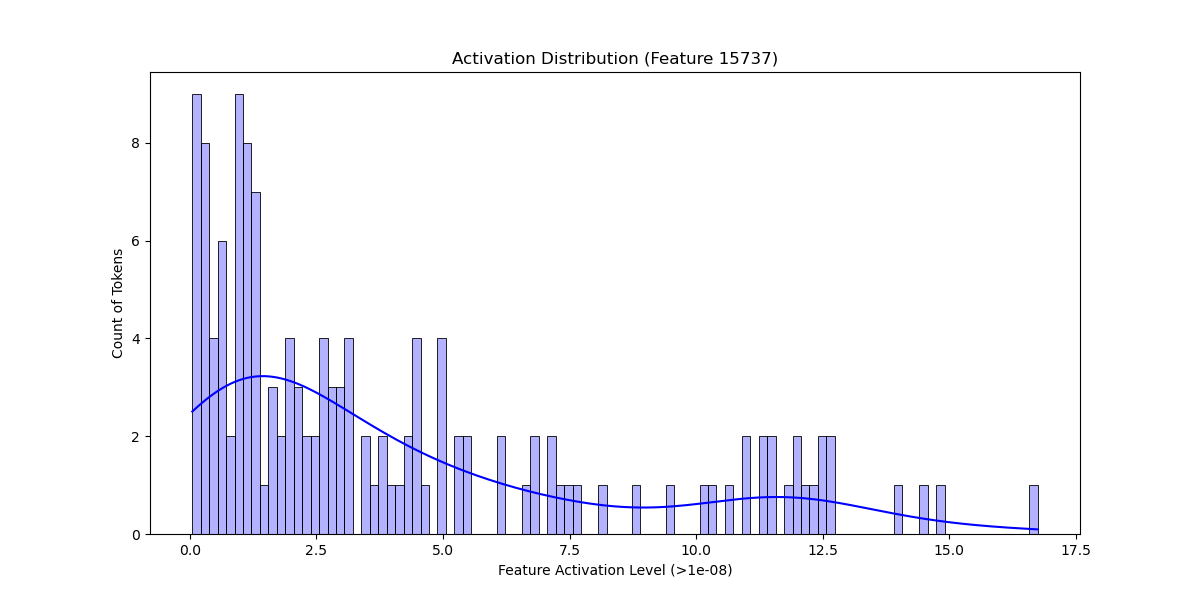 Activation Distribution (Feature 15737)
Count of Tokens
8
6
4
2
0
0.0 2.5 5.0 7.5 10.0 12.5 15.0 17.5
Feature Activation Level (>1e-08)